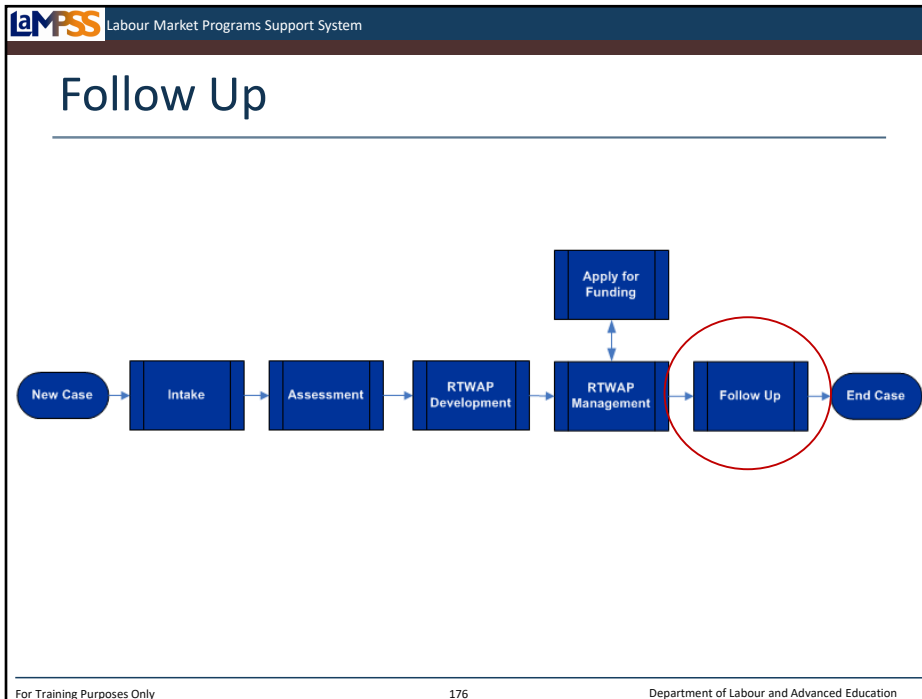 LaMPSS Labour Market Programs Support System
Follow Up
Apply for
Funding
New Case
Intake
Assessment
RTWAP
Development
RTWAP
Management
Follow Up
End Case
For Training Purposes Only
176
Department of Labour and Advanced Education